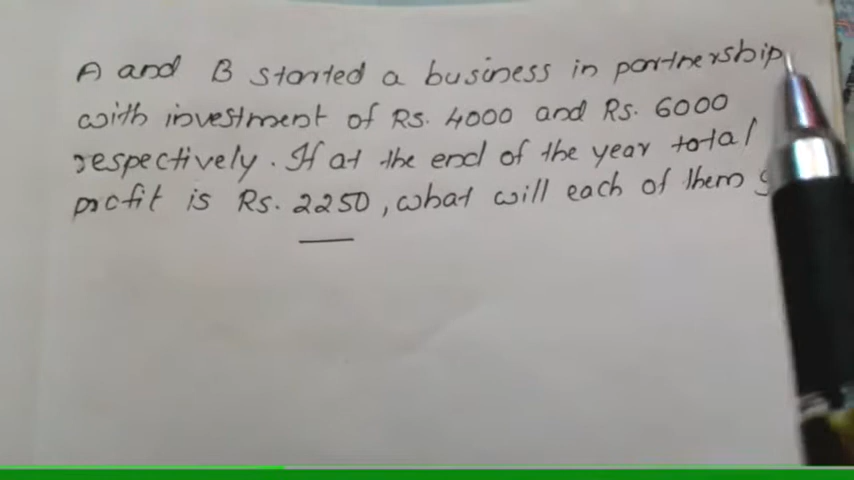 A and B started a business in partnership
with investment of Rs. 4000 and Rs. 6000
respectively. If at the end of the year total
profit is Rs. 2250, what will each of them